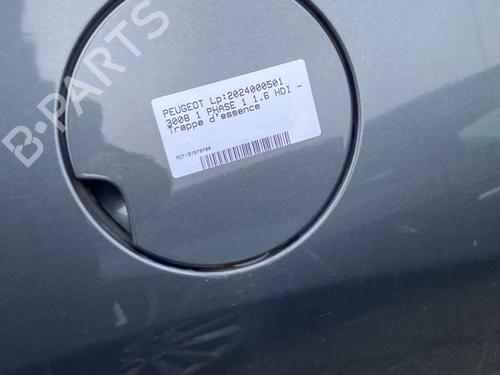 B-PARTS
PEUGEOT Lp:2024000501
3008 1 PHASE 1 1.6 HDI -
Trappe d'essence